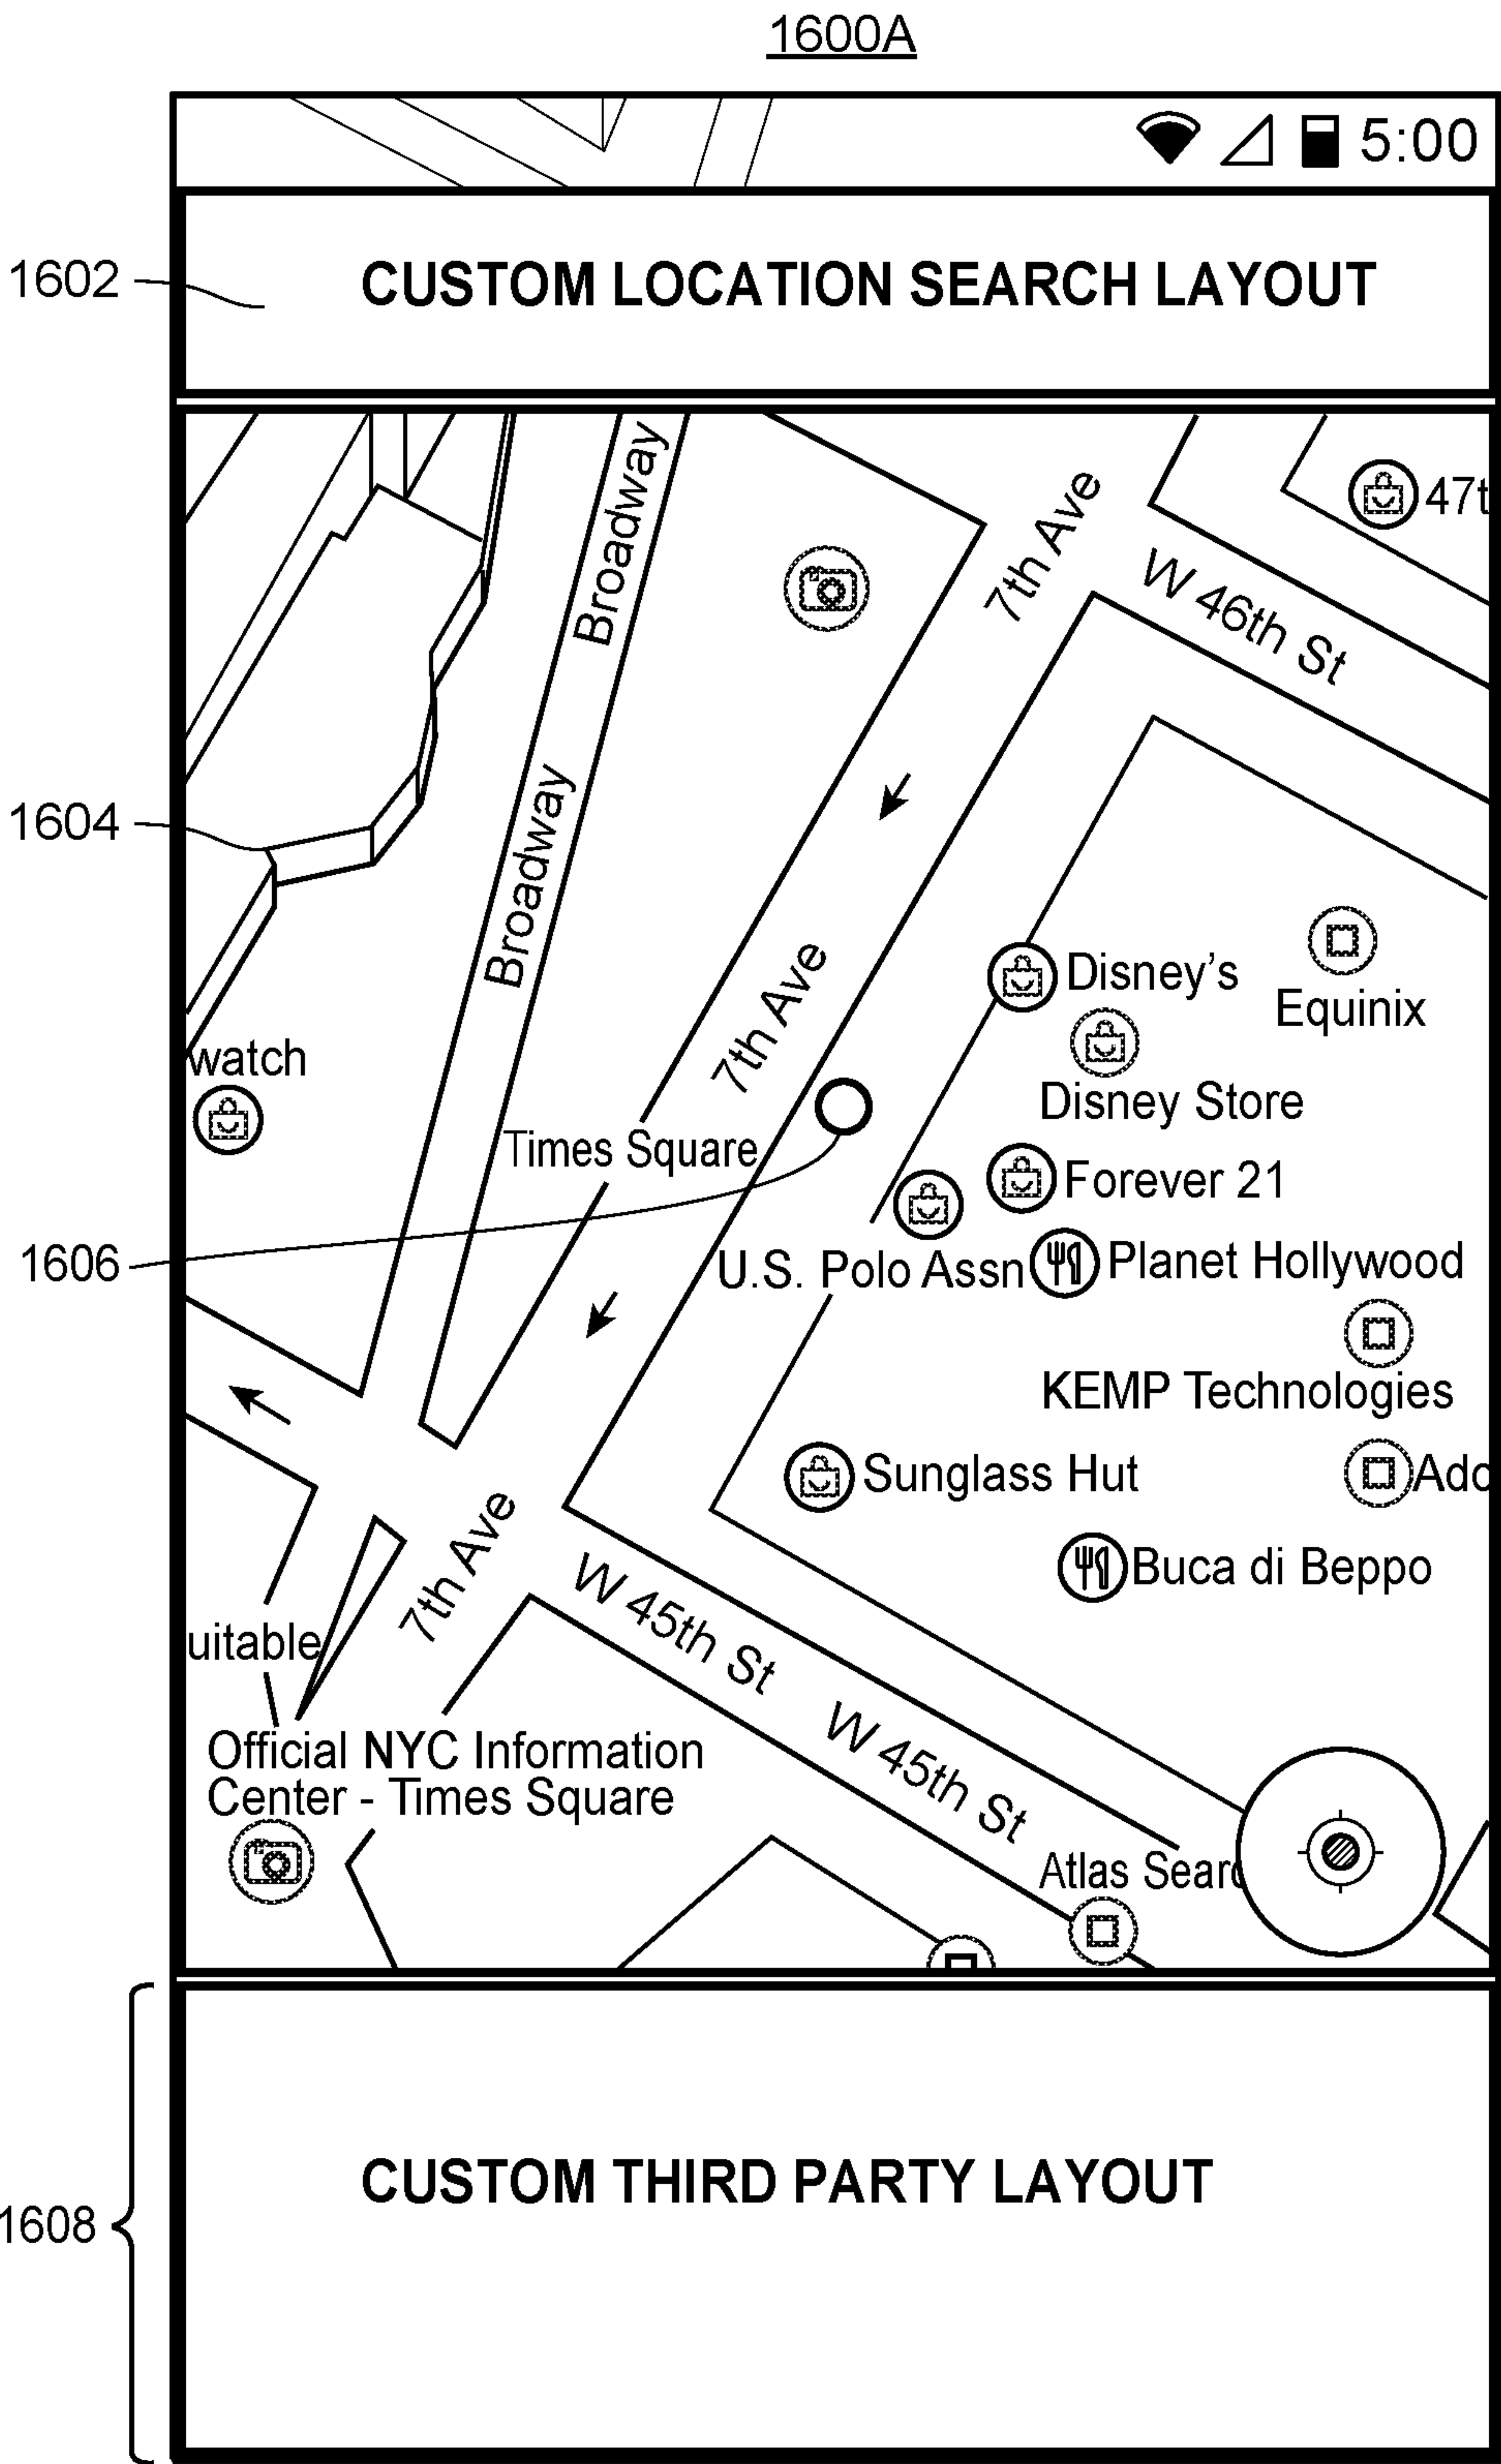 1600A
5:00
1602
CUSTOM LOCATION SEARCH LAYOUT
Broadway
7th Ave
47t
W 46th St
1604
Broadway
7th Ave
Disney's
Equinix
watch
Disney Store
Times Square
Forever 21
1606
U.S. Polo Assn
Planet Hollywood
KEMP Technologies
Sunglass Hut
Adc
7th Ave
Buca di Beppo
W 45th St
uitable
W 45th St
Official NYC Information
Center - Times Square
Atlas Searc
CUSTOM THIRD PARTY LAYOUT
1608